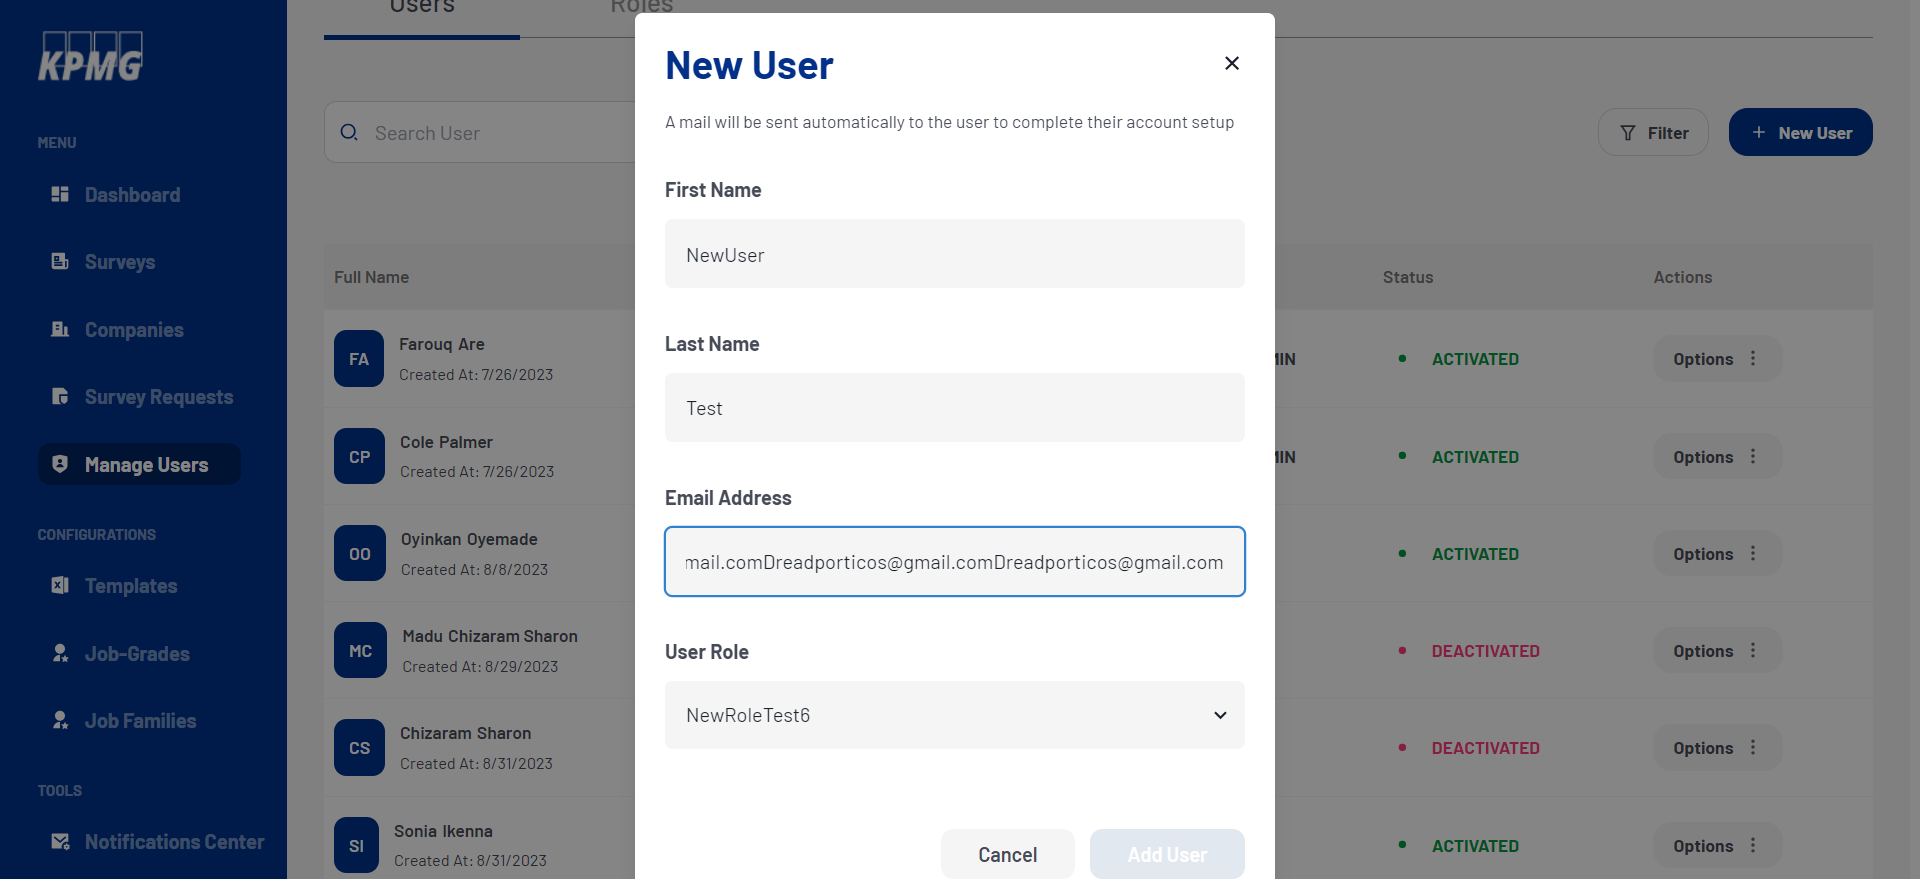 KPMG
MENU
Dashboard
Surveys
Companies
Survey Requests
Manage Users
CONFIGURATIONS
Templates
Job-Grades
Job Families
TOOLS
Notifications Center
Users
Roles
Search User
Filter
+ New User
Full Name
Status
Actions
FA
Farouq Are
Created At: 7/26/2023
MIN
ACTIVATED
Options
CP
Cole Palmer
Created At: 7/26/2023
MIN
ACTIVATED
Options
OO
Oyinkan Oyemade
Created At: 8/8/2023
ACTIVATED
Options
MC
Madu Chizaram Sharon
Created At: 8/29/2023
DEACTIVATED
Options
CS
Chizaram Sharon
Created At: 8/31/2023
DEACTIVATED
Options
SI
Sonia Ikenna
Created At: 8/31/2023
ACTIVATED
Options
New User
A mail will be sent automatically to the user to complete their account setup
First Name
NewUser
Last Name
Test
Email Address
mail.comDreadporticos@gmail.comDreadporticos@gmail.com
User Role
NewRoleTest6
Cancel
Add User